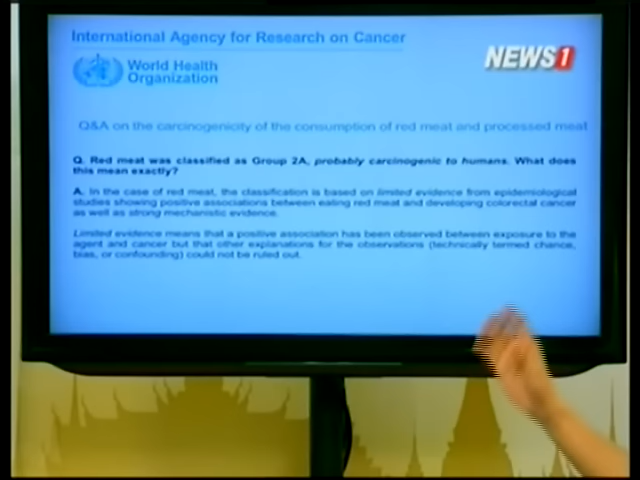 International Agency for Research on Cancer
World Health
Organization
NEWS1
Q&A on the carcinogenicity of the consumption of red meat and processed meat
Q. Red meat was classified as Group 2A, probably carcinogenic to humans. What does
this mean exactly?
A. In the case of red meat, the classification is based on limited evidence from epidemiological
studies showing positive associations between eating red meat and developing colorectal cancer
as well as strong mechanistic evidence.
Limited evidence means that a positive association has been observed between exposure to the
agent and cancer but that other explanations for the observations (technically termed chance,
bias, or confounding) could not be ruled out.